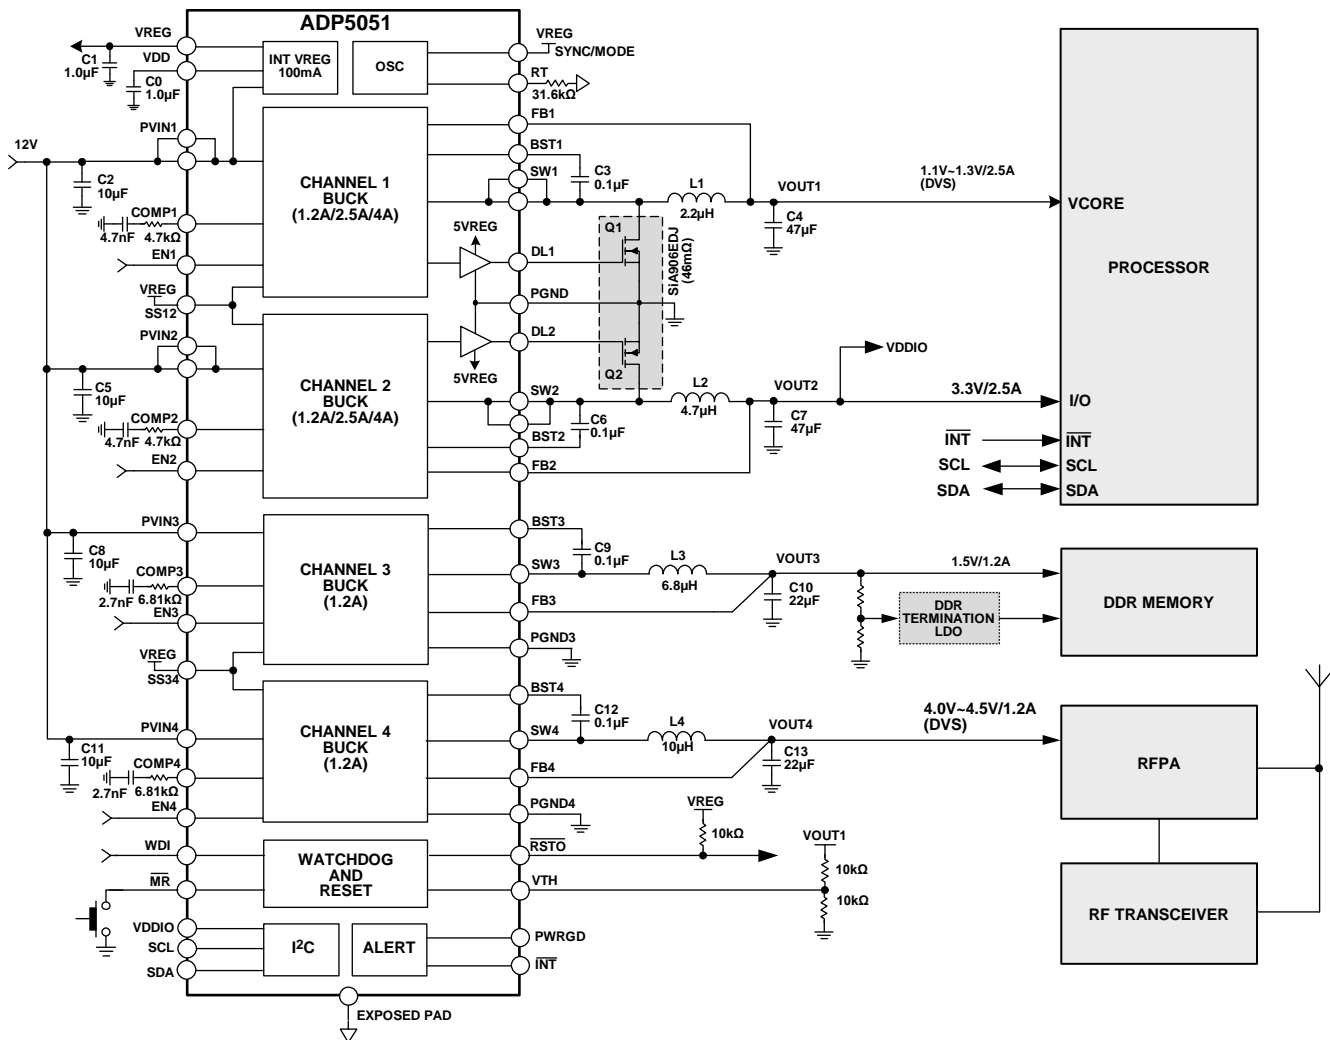 ADP5051
VREG
C1
1.0µF
VDD
C0
1.0µF
INT VREG
100mA
OSC
VREG
SYNC/MODE
RT
31.6kΩ
FB1
PVIN1
12V
C2
10µF
COMP1
4.7nF
4.7kΩ
EN1
VREG
SS12
PVIN2
CHANNEL 1
BUCK
(1.2A/2.5A/4A)
BST1
SW1
C3
0.1µF
L1
2.2µH
VOUT1
C4
47µF
1.1V~1.3V/2.5A
(DVS)
VCORE
PROCESSOR
5VREG
DL1
Q1
SiA906EDJ
(46mΩ)
PGND
DL2
5VREG
Q2
C5
10µF
COMP2
4.7nF
4.7kΩ
EN2
CHANNEL 2
BUCK
(1.2A/2.5A/4A)
SW2
C6
0.1µF
BST2
FB2
L2
4.7µH
VOUT2
C7
47µF
VDDIO
3.3V/2.5A
I/O
INT
INT
SCL
SCL
SDA
SDA
PVIN3
C8
10µF
COMP3
2.7nF
6.81kΩ
EN3
VREG
SS34
CHANNEL 3
BUCK
(1.2A)
BST3
C9
0.1µF
SW3
L3
6.8µH
VOUT3
FB3
C10
22µF
PGND3
1.5V/1.2A
DDR
TERMINATION
LDO
DDR MEMORY
PVIN4
C11
10µF
COMP4
2.7nF
6.81kΩ
EN4
CHANNEL 4
BUCK
(1.2A)
BST4
C12
0.1µF
SW4
L4
10µH
VOUT4
FB4
C13
22µF
PGND4
4.0V~4.5V/1.2A
(DVS)
RFPA
WDI
MR
WATCHDOG
AND
RESET
RSTO
VREG
10kΩ
VTH
VOUT1
10kΩ
10kΩ
RF TRANSCEIVER
VDDIO
SCL
SDA
I²C
ALERT
PWRGD
INT
EXPOSED PAD